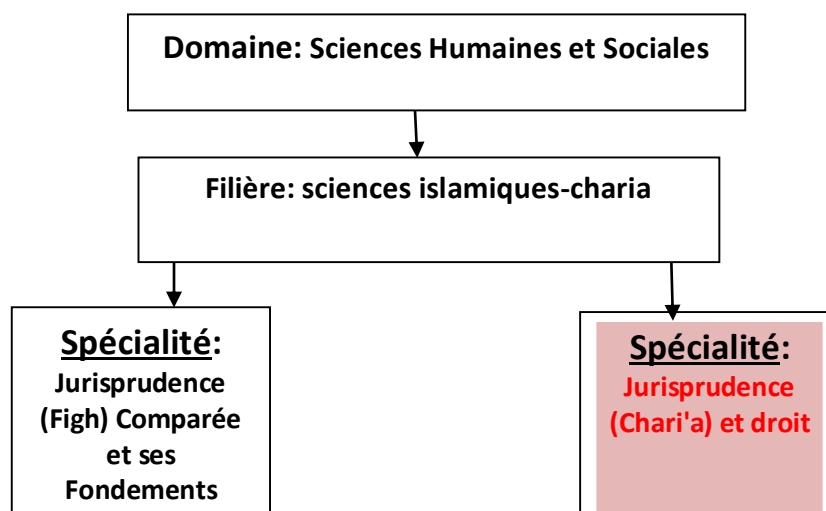 Domaine: Sciences Humaines et Sociales
Filière: sciences islamiques-charia
Spécialité:
Jurisprudence
(Figh) Comparée
et ses
Fondements
Spécialité:
Jurisprudence
(Chari'a) et droit